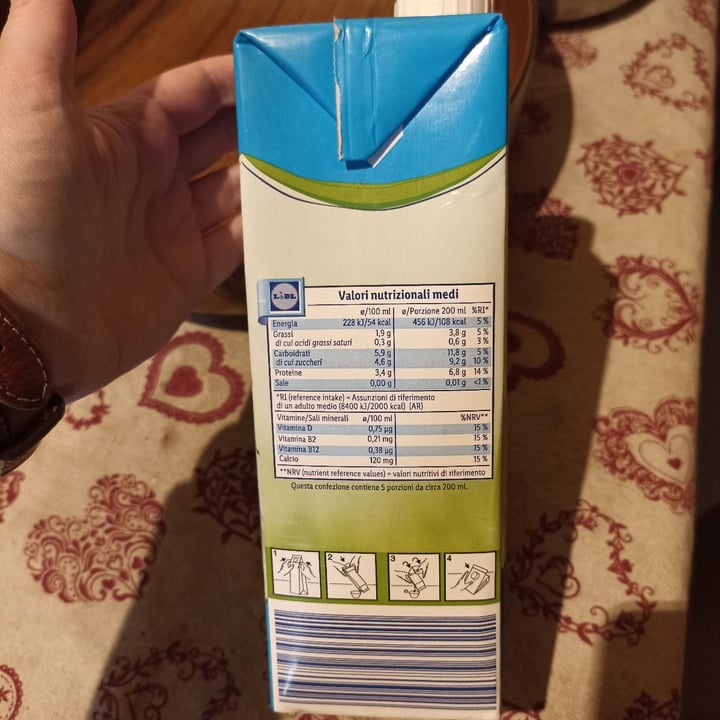 LIDL
Valori nutrizionali medi
ø/100 ml ø/Porzione 200 ml %RI*
Energia 228 kJ/54 kcal 456 kJ/108 kcal 5 %
Grassi 1,9 g 3,8 g 5 %
di cui acidi grassi saturi 0,3 g 0,6 g 3 %
Carboidrati 5,9 g 11,8 g 5 %
di cui zuccheri 4,6 g 9,2 g 10 %
Proteine 3,4 g 6,8 g 14 %
Sale 0,00 g 0,01 g <1 %
*RI (reference intake) = Assunzioni di riferimento
di un adulto medio (8400 kJ/2000 kcal) (AR)
Vitamine/Sali minerali ø/100 ml %NRV**
Vitamina D 0,75 µg 15 %
Vitamina B2 0,21 mg 15 %
Vitamina B12 0,38 µg 15 %
Calcio 120 mg 15 %
**NRV (nutrient reference values) = valori nutritivi di riferimento
Questa confezione contiene 5 porzioni da circa 200 ml.
1 2 3 4